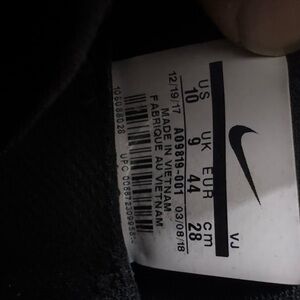 VJ
US UK EUR cm
10 9 44 28
12/19/17 AO9819-001 03/08/18
MADE IN VIETNAM
FABRIQUE AU VIETNAM